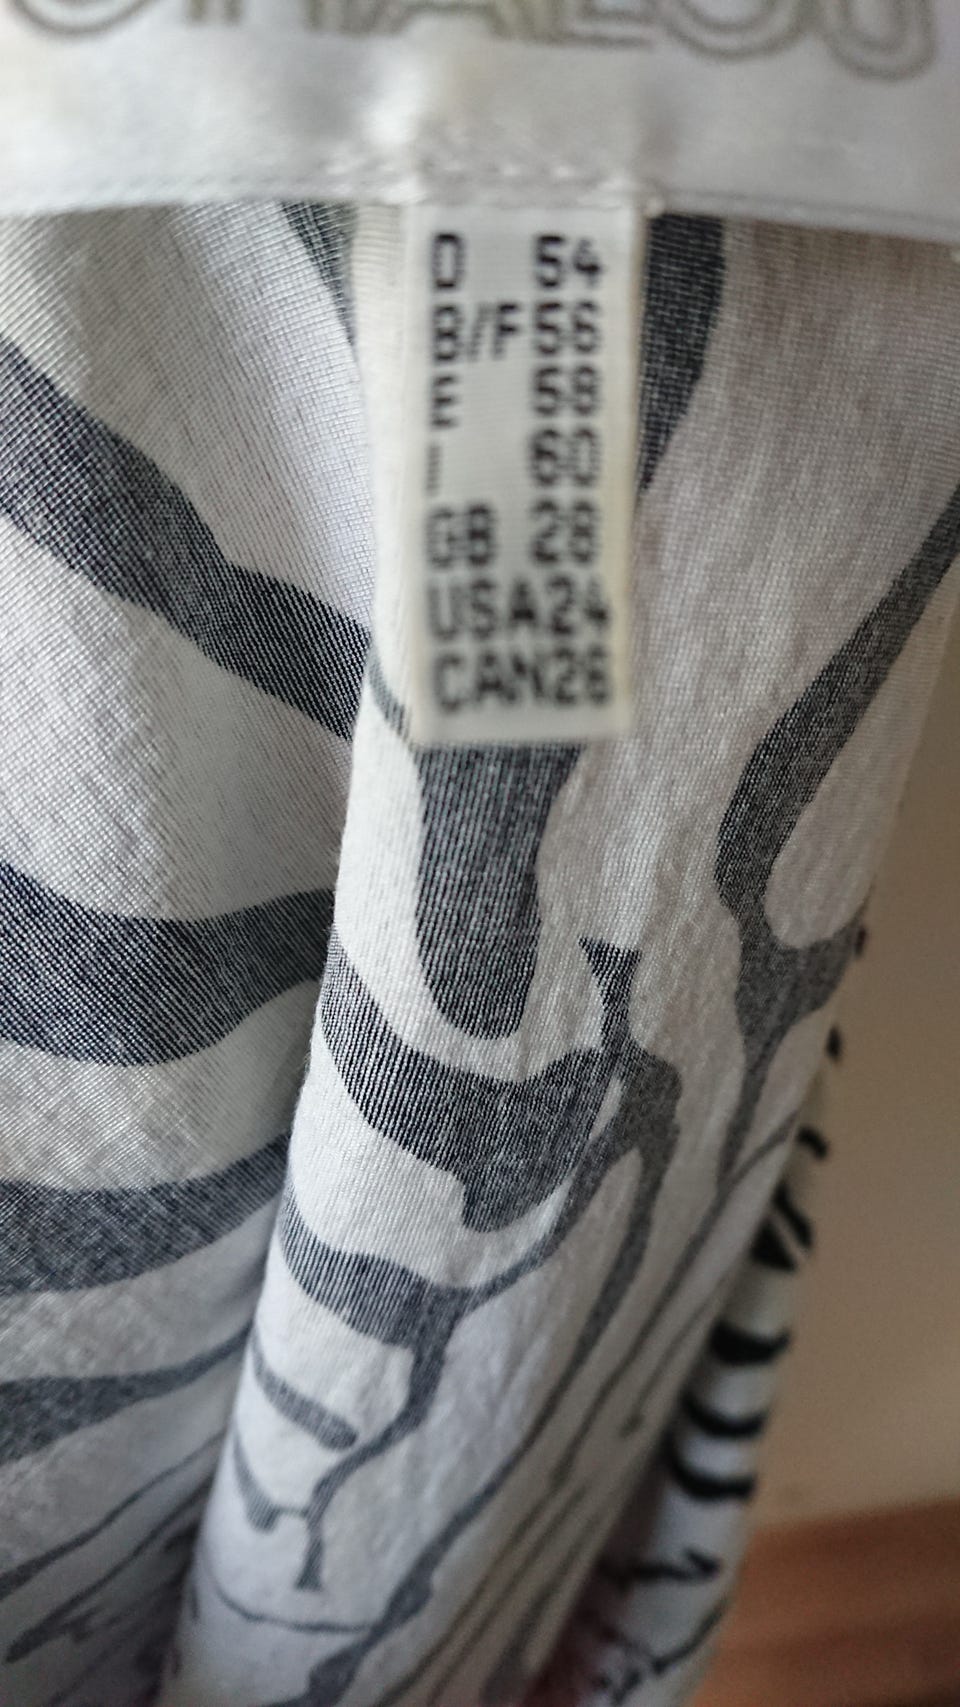 D 54
B/F 56
E 58
I 60
GB 28
USA 24
CAN 26